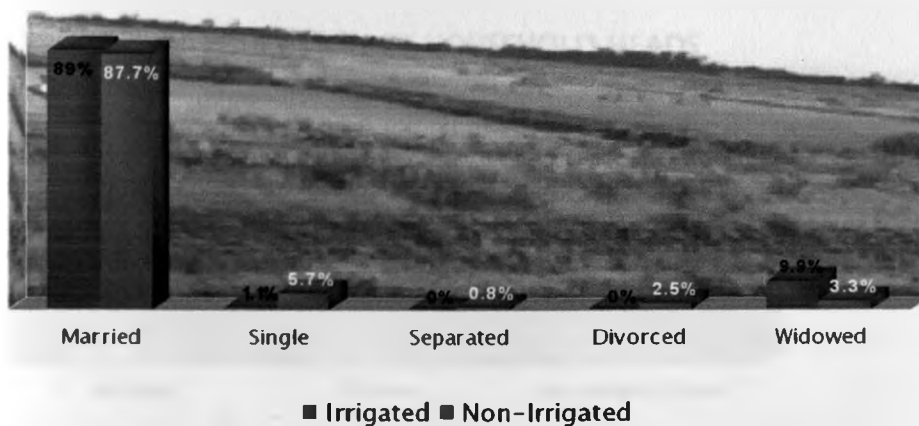 89% 87.7%
1.1% 5.7% 0% 0.8% 0% 2.5% 9.9% 3.3%
Married Single Separated Divorced Widowed
Irrigated Non-Irrigated